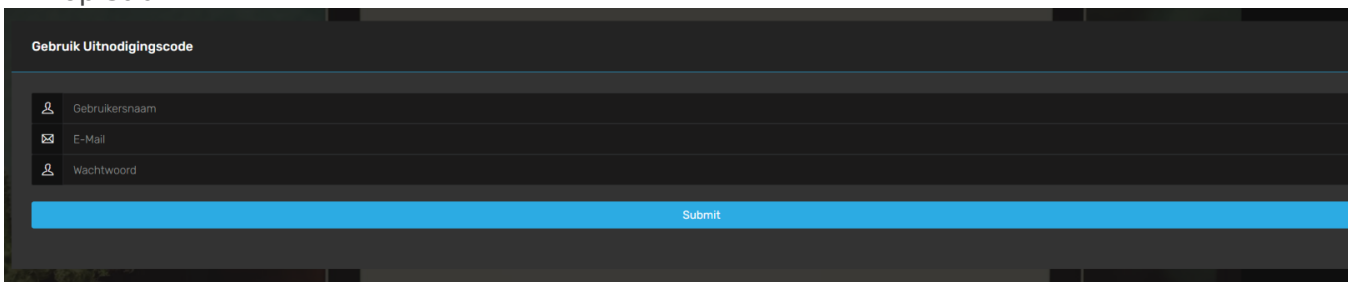 Gebruik Uitnodigingscode
Gebruikersnaam
E-Mail
Wachtwoord
Submit